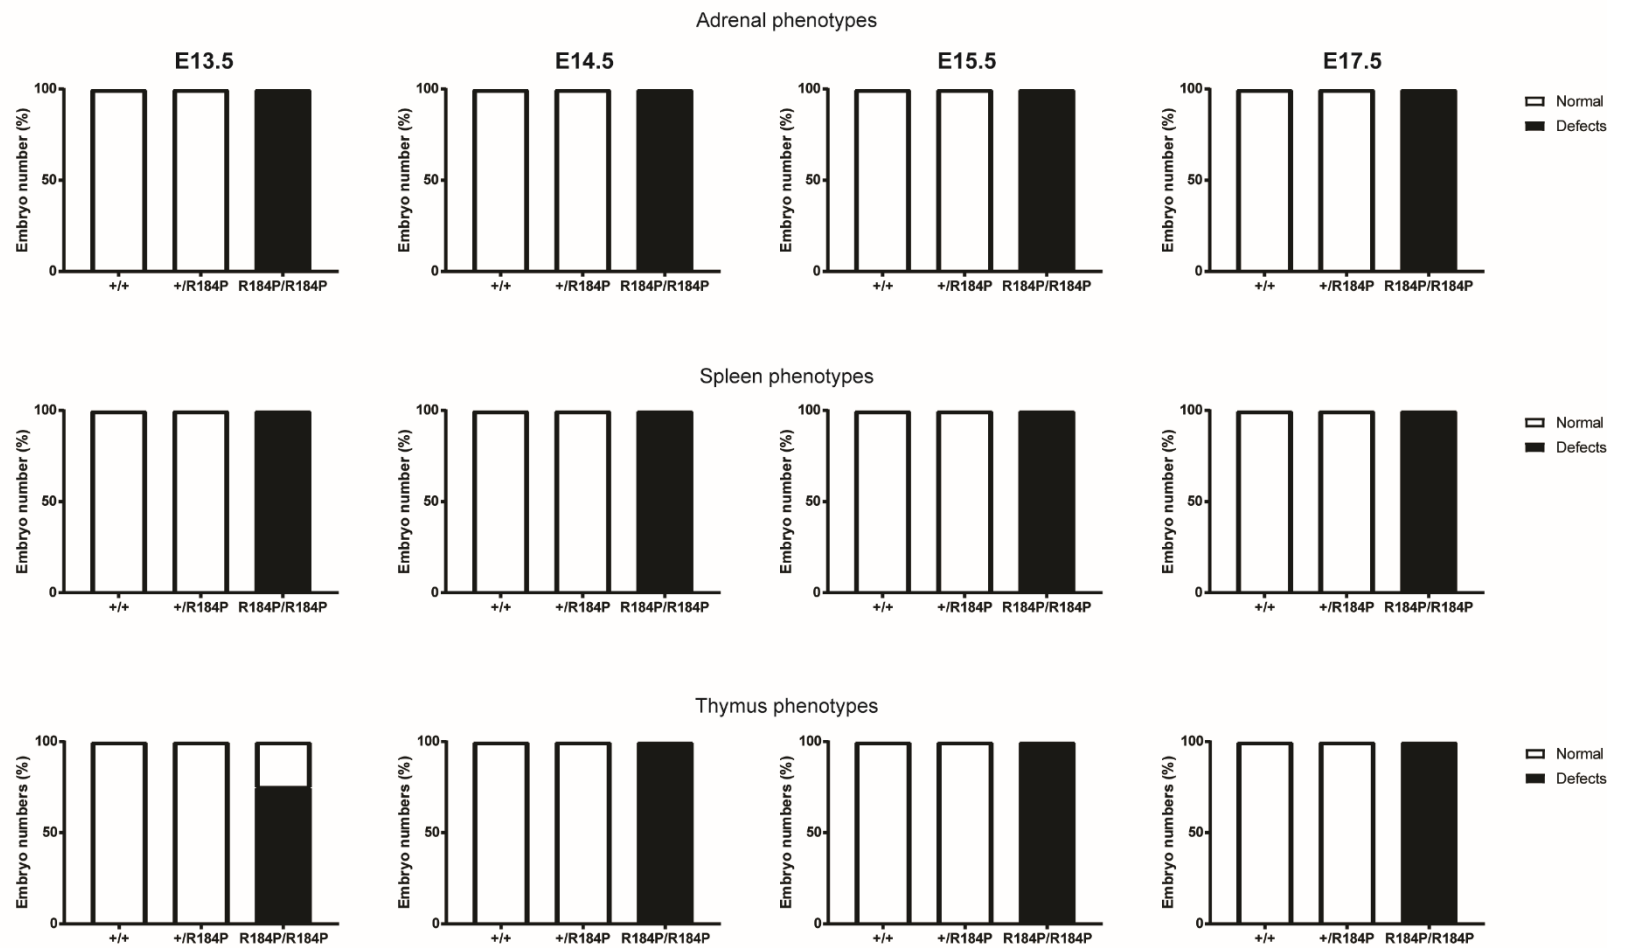 Adrenal phenotypes
E13.5 E14.5 E15.5 E17.5
100 100 100 100
Normal
Defects
Embryo number (%) Embryo number (%) Embryo number (%) Embryo number (%)
50 50 50 50
0 0 0 0
+/+ +/R184P R184P/R184P +/+ +/R184P R184P/R184P +/+ +/R184P R184P/R184P +/+ +/R184P R184P/R184P
Spleen phenotypes
100 100 100 100
Normal
Defects
Embryo number (%) Embryo number (%) Embryo number (%) Embryo number (%)
50 50 50 50
0 0 0 0
+/+ +/R184P R184P/R184P +/+ +/R184P R184P/R184P +/+ +/R184P R184P/R184P +/+ +/R184P R184P/R184P
Thymus phenotypes
100 100 100 100
Normal
Defects
Embryo numbers (%) Embryo numbers (%) Embryo numbers (%) Embryo numbers (%)
50 50 50 50
0 0 0 0
+/+ +/R184P R184P/R184P +/+ +/R184P R184P/R184P +/+ +/R184P R184P/R184P +/+ +/R184P R184P/R184P